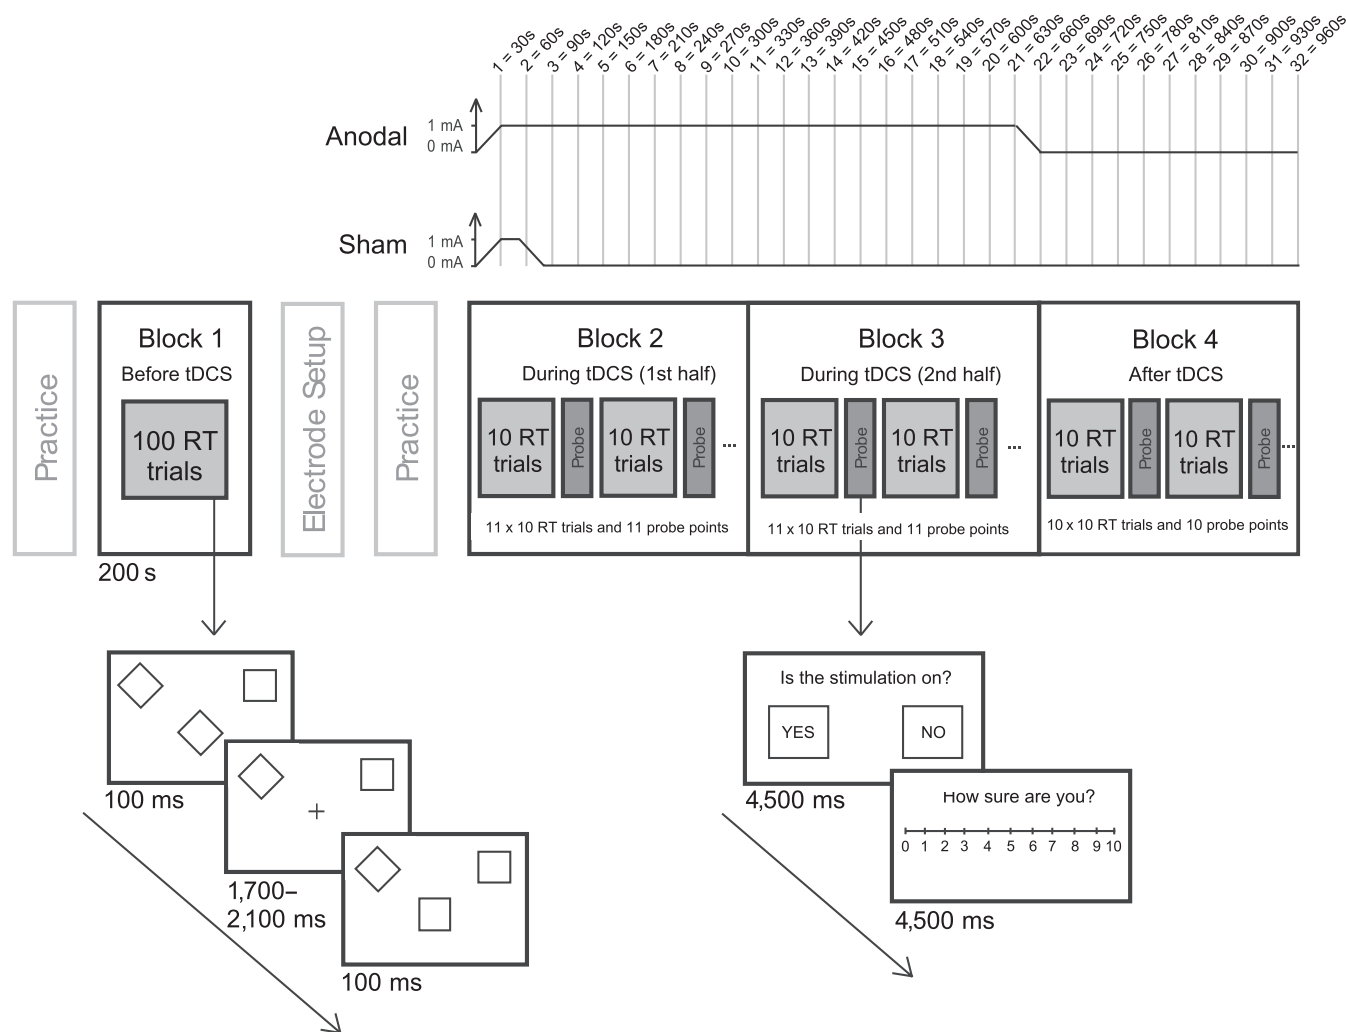 1 = 30s
2 = 60s
3 = 90s
4 = 120s
5 = 150s
6 = 180s
7 = 210s
8 = 240s
9 = 270s
10 = 300s
11 = 330s
12 = 360s
13 = 390s
14 = 420s
15 = 450s
16 = 480s
17 = 510s
18 = 540s
19 = 570s
20 = 600s
21 = 630s
22 = 660s
23 = 690s
24 = 720s
25 = 750s
26 = 780s
27 = 810s
28 = 840s
29 = 870s
30 = 900s
31 = 930s
32 = 960s
Anodal
1 mA
0 mA
Sham
1 mA
0 mA
Practice
Block 1
Before tDCS
100 RT
trials
200 s
Electrode Setup
Practice
Block 2
During tDCS (1st half)
10 RT
trials
Probe
10 RT
trials
Probe
...
11 x 10 RT trials and 11 probe points
Block 3
During tDCS (2nd half)
10 RT
trials
Probe
10 RT
trials
Probe
...
11 x 10 RT trials and 11 probe points
Block 4
After tDCS
10 RT
trials
Probe
10 RT
trials
Probe
...
10 x 10 RT trials and 10 probe points
100 ms
+
1,700–
2,100 ms
100 ms
Is the stimulation on?
YES
NO
4,500 ms
How sure are you?
0 1 2 3 4 5 6 7 8 9 10
4,500 ms